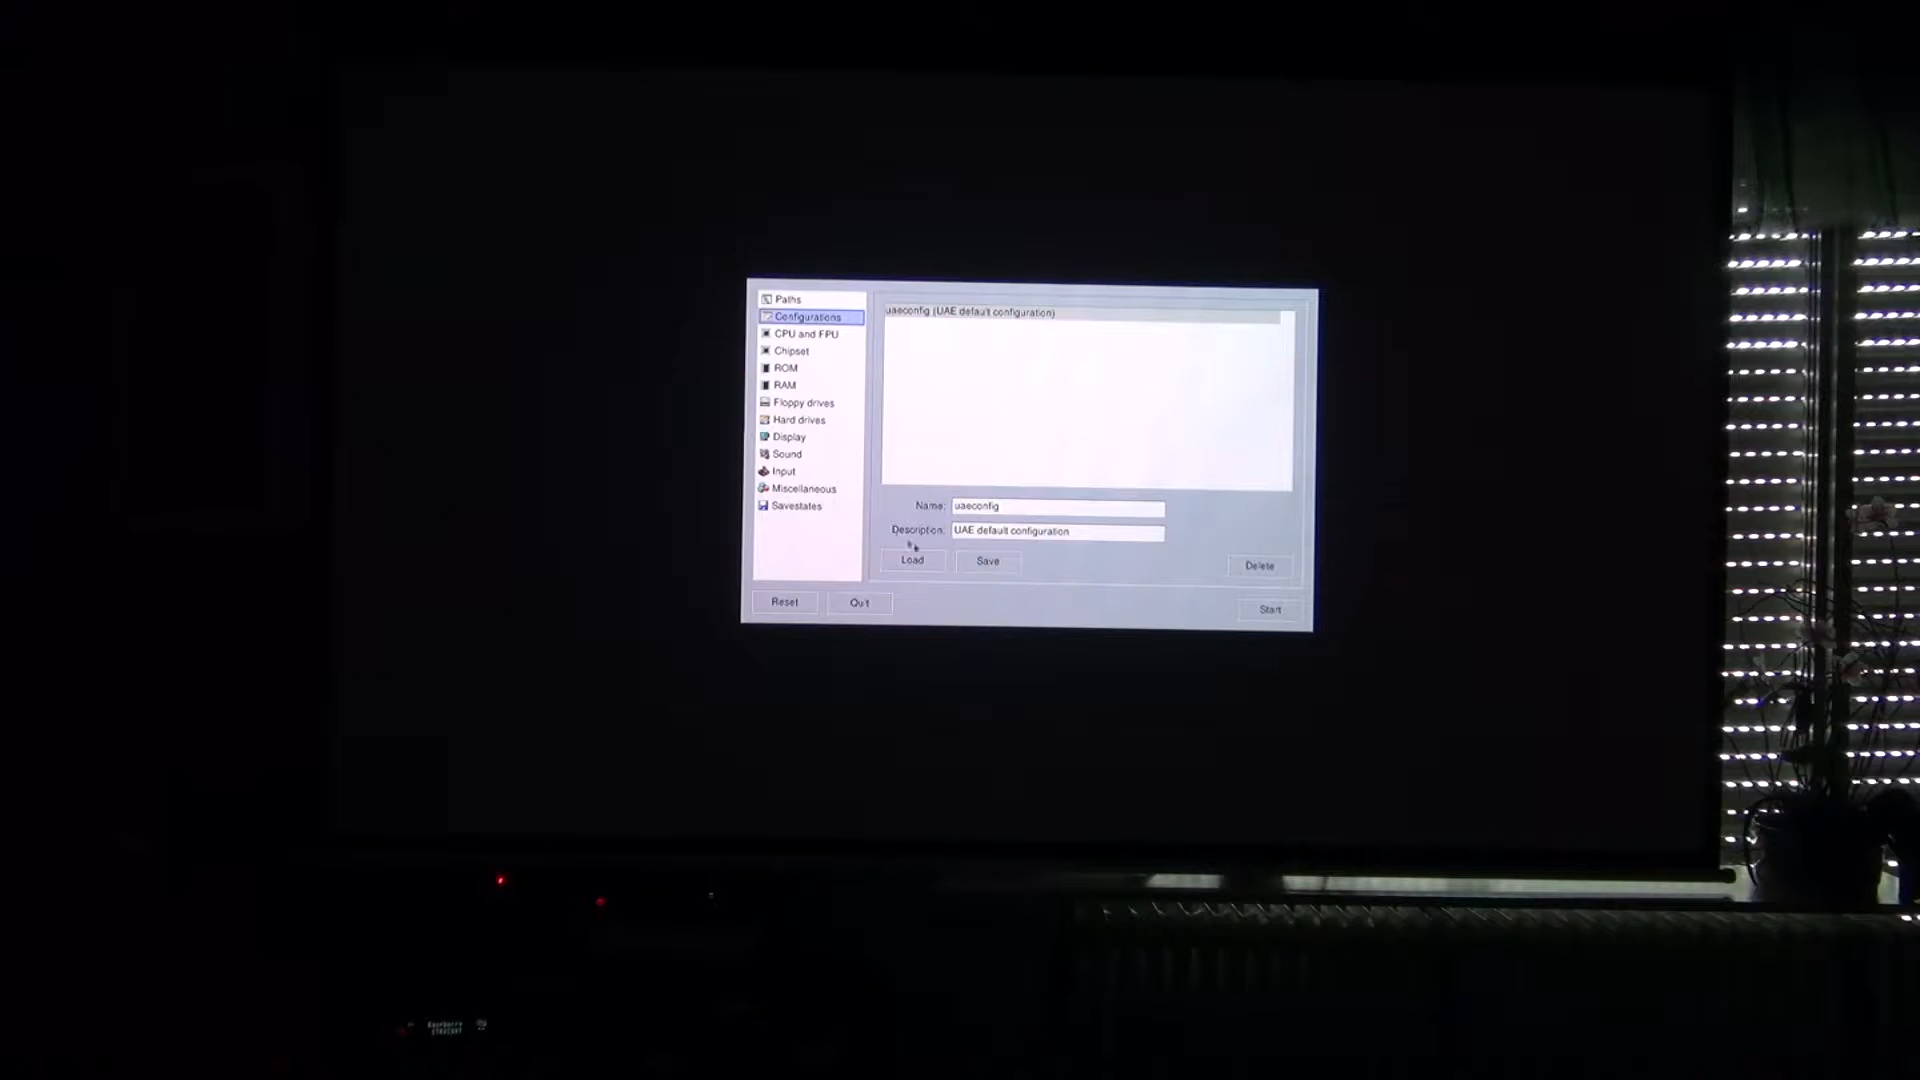 Paths
Configurations
CPU and FPU
Chipset
ROM
RAM
Floppy drives
Hard drives
Display
Sound
Input
Miscellaneous
Savestates
uaeconfig (UAE default configuration)
Name: uaeconfig
Description: UAE default configuration
Load Save Delete
Reset Quit Start